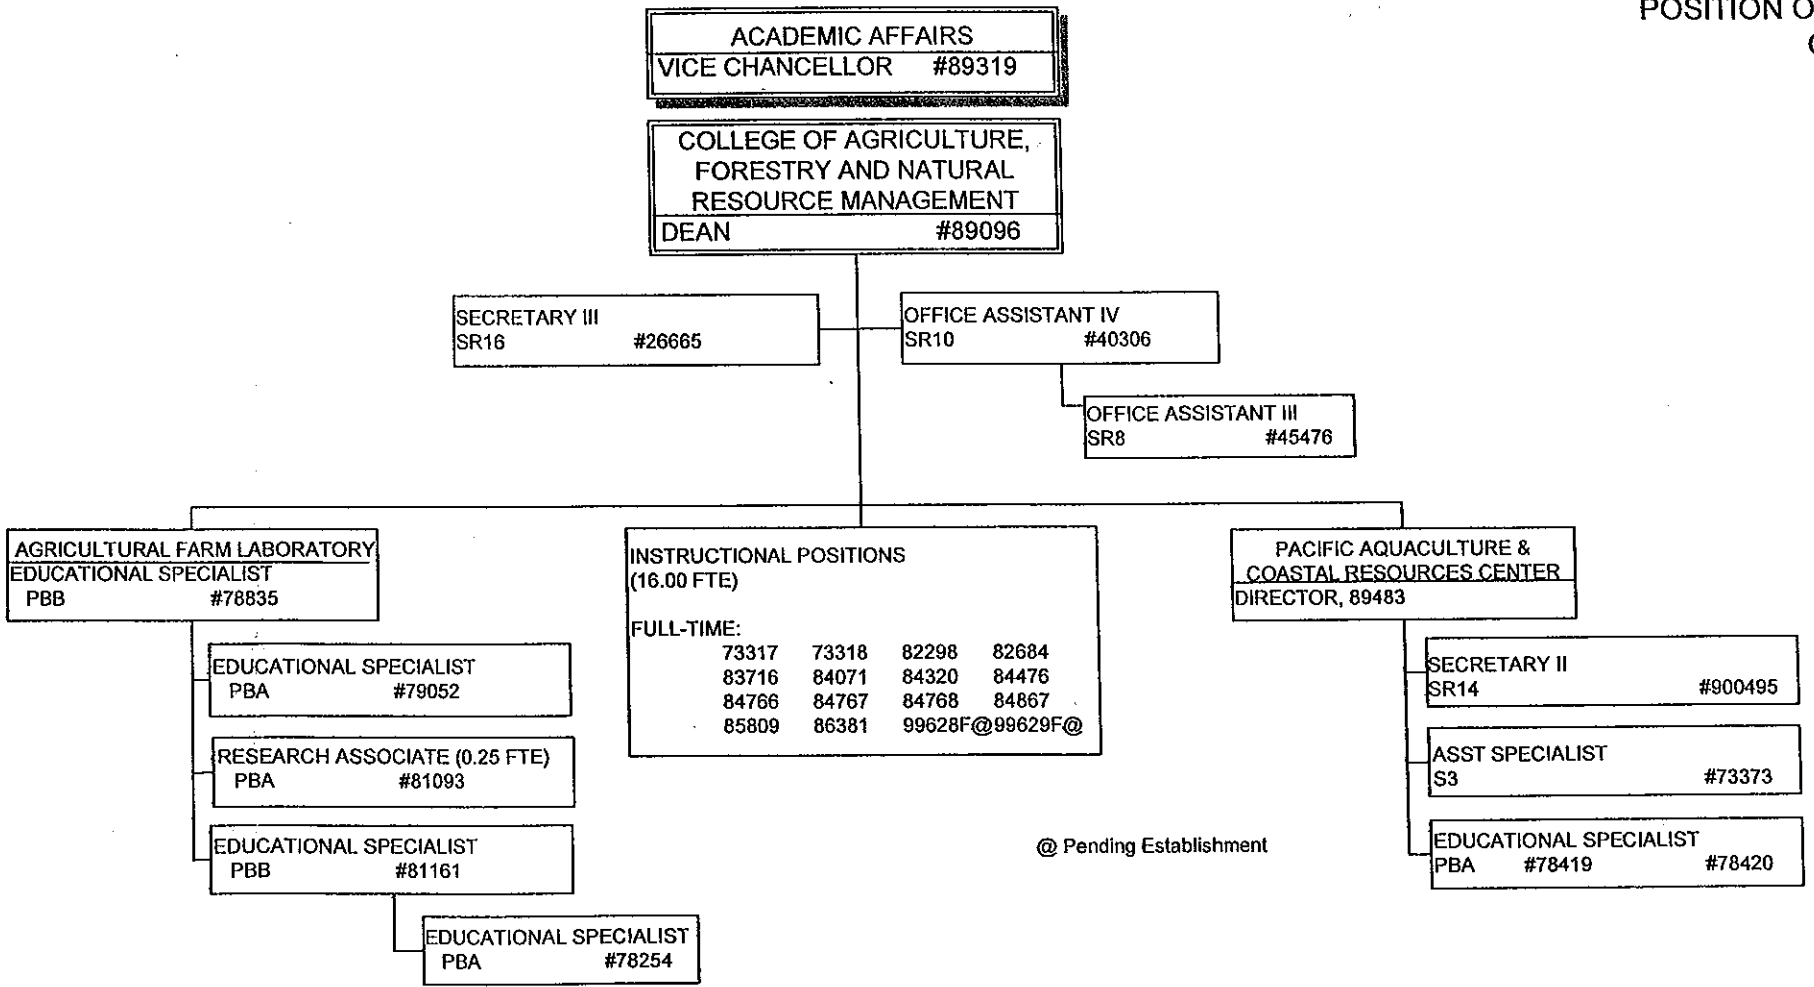 POSITION O
ACADEMIC AFFAIRS
VICE CHANCELLOR #89319
COLLEGE OF AGRICULTURE,
FORESTRY AND NATURAL
RESOURCE MANAGEMENT
DEAN #89096
SECRETARY III
SR16 #26665
OFFICE ASSISTANT IV
SR10 #40306
OFFICE ASSISTANT III
SR8 #45476
AGRICULTURAL FARM LABORATORY
EDUCATIONAL SPECIALIST
PBB #78835
EDUCATIONAL SPECIALIST
PBA #79052
RESEARCH ASSOCIATE (0.25 FTE)
PBA #81093
EDUCATIONAL SPECIALIST
PBB #81161
EDUCATIONAL SPECIALIST
PBA #78254
INSTRUCTIONAL POSITIONS
(16.00 FTE)
FULL-TIME:
73317 73318 82298 82684
83716 84071 84320 84476
84766 84767 84768 84867
85809 86381 99628F@99629F@
@ Pending Establishment
PACIFIC AQUACULTURE &
COASTAL RESOURCES CENTER
DIRECTOR, 89483
SECRETARY II
SR14 #900495
ASST SPECIALIST
S3 #73373
EDUCATIONAL SPECIALIST
PBA #78419 #78420